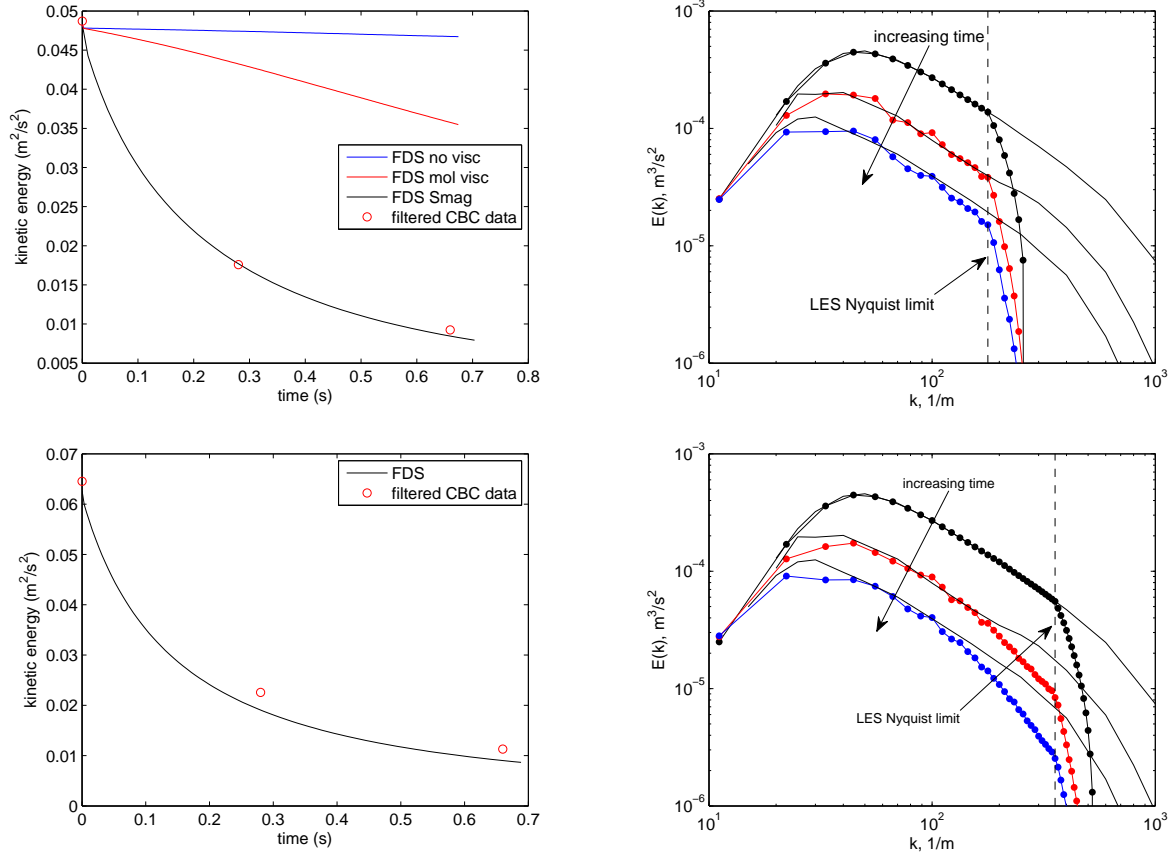 0.05
0.045
0.04
0.035
0.03
0.025
0.02
0.015
0.01
0.005
kinetic energy (m²/s²)
FDS no visc
FDS mol visc
FDS Smag
filtered CBC data
0 0.1 0.2 0.3 0.4 0.5 0.6 0.7 0.8
time (s)
10⁻³
10⁻⁴
10⁻⁵
10⁻⁶
E(k), m³/s²
increasing time
LES Nyquist limit
10¹ 10² 10³
k, 1/m
0.07
0.06
0.05
0.04
0.03
0.02
0.01
0
kinetic energy (m²/s²)
FDS
filtered CBC data
0 0.1 0.2 0.3 0.4 0.5 0.6 0.7
time (s)
10⁻³
10⁻⁴
10⁻⁵
10⁻⁶
E(k), m³/s²
increasing time
LES Nyquist limit
10¹ 10² 10³
k, 1/m